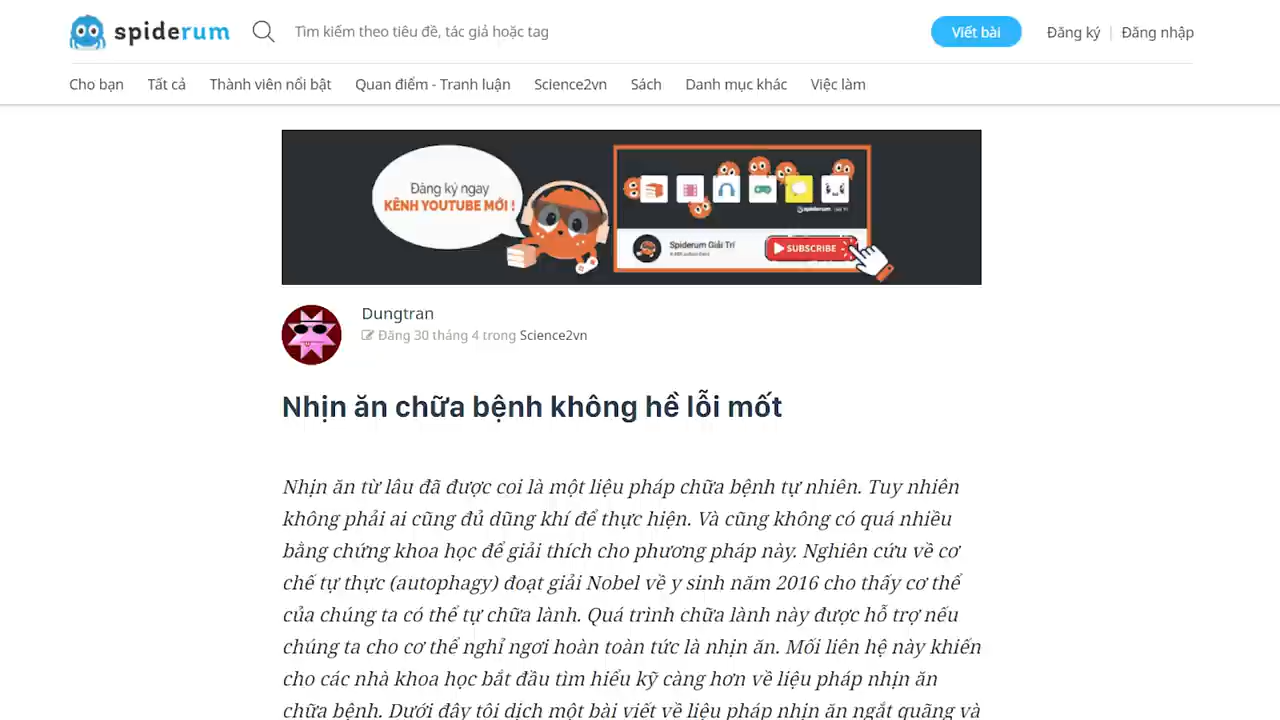 spiderum
Tìm kiếm theo tiêu đề, tác giả hoặc tag
Viết bài
Đăng ký
Đăng nhập
Cho bạn
Tất cả
Thành viên nổi bật
Quan điểm - Tranh luận
Science2vn
Sách
Danh mục khác
Việc làm
Đăng ký ngay
KÊNH YOUTUBE MỚI !
spiderum
Spiderum Giải Trí
SUBSCRIBE
Dungtran
Đăng 30 tháng 4 trong Science2vn
Nhịn ăn chữa bệnh không hề lỗi mốt
Nhịn ăn từ lâu đã được coi là một liệu pháp chữa bệnh tự nhiên. Tuy nhiên
không phải ai cũng đủ dũng khí để thực hiện. Và cũng không có quá nhiều
bằng chứng khoa học để giải thích cho phương pháp này. Nghiên cứu về cơ
chế tự thực (autophagy) đoạt giải Nobel về y sinh năm 2016 cho thấy cơ thể
của chúng ta có thể tự chữa lành. Quá trình chữa lành này được hỗ trợ nếu
chúng ta cho cơ thể nghỉ ngơi hoàn toàn tức là nhịn ăn. Mối liên hệ này khiến
cho các nhà khoa học bắt đầu tìm hiểu kỹ càng hơn về liệu pháp nhịn ăn
chữa bệnh. Dưới đây tôi dịch một bài viết về liệu pháp nhịn ăn ngắt quãng và